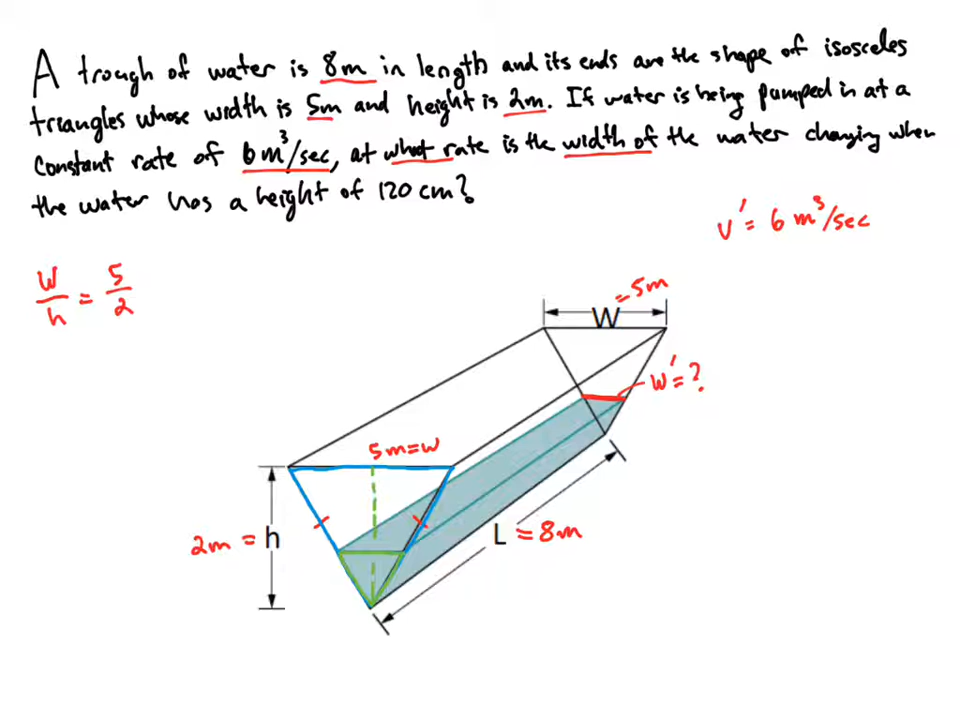 A trough of water is 8m in length and its ends are the shape of isosceles
triangles whose width is 5m and height is 2m. If water is being pumped in at a
constant rate of 6 m³/sec, at what rate is the width of the water changing when
the water has a height of 120 cm?
V' = 6 m³/sec
W/h = 5/2
W = 5m
W' = ?
5m = w
2m = h
L = 8m